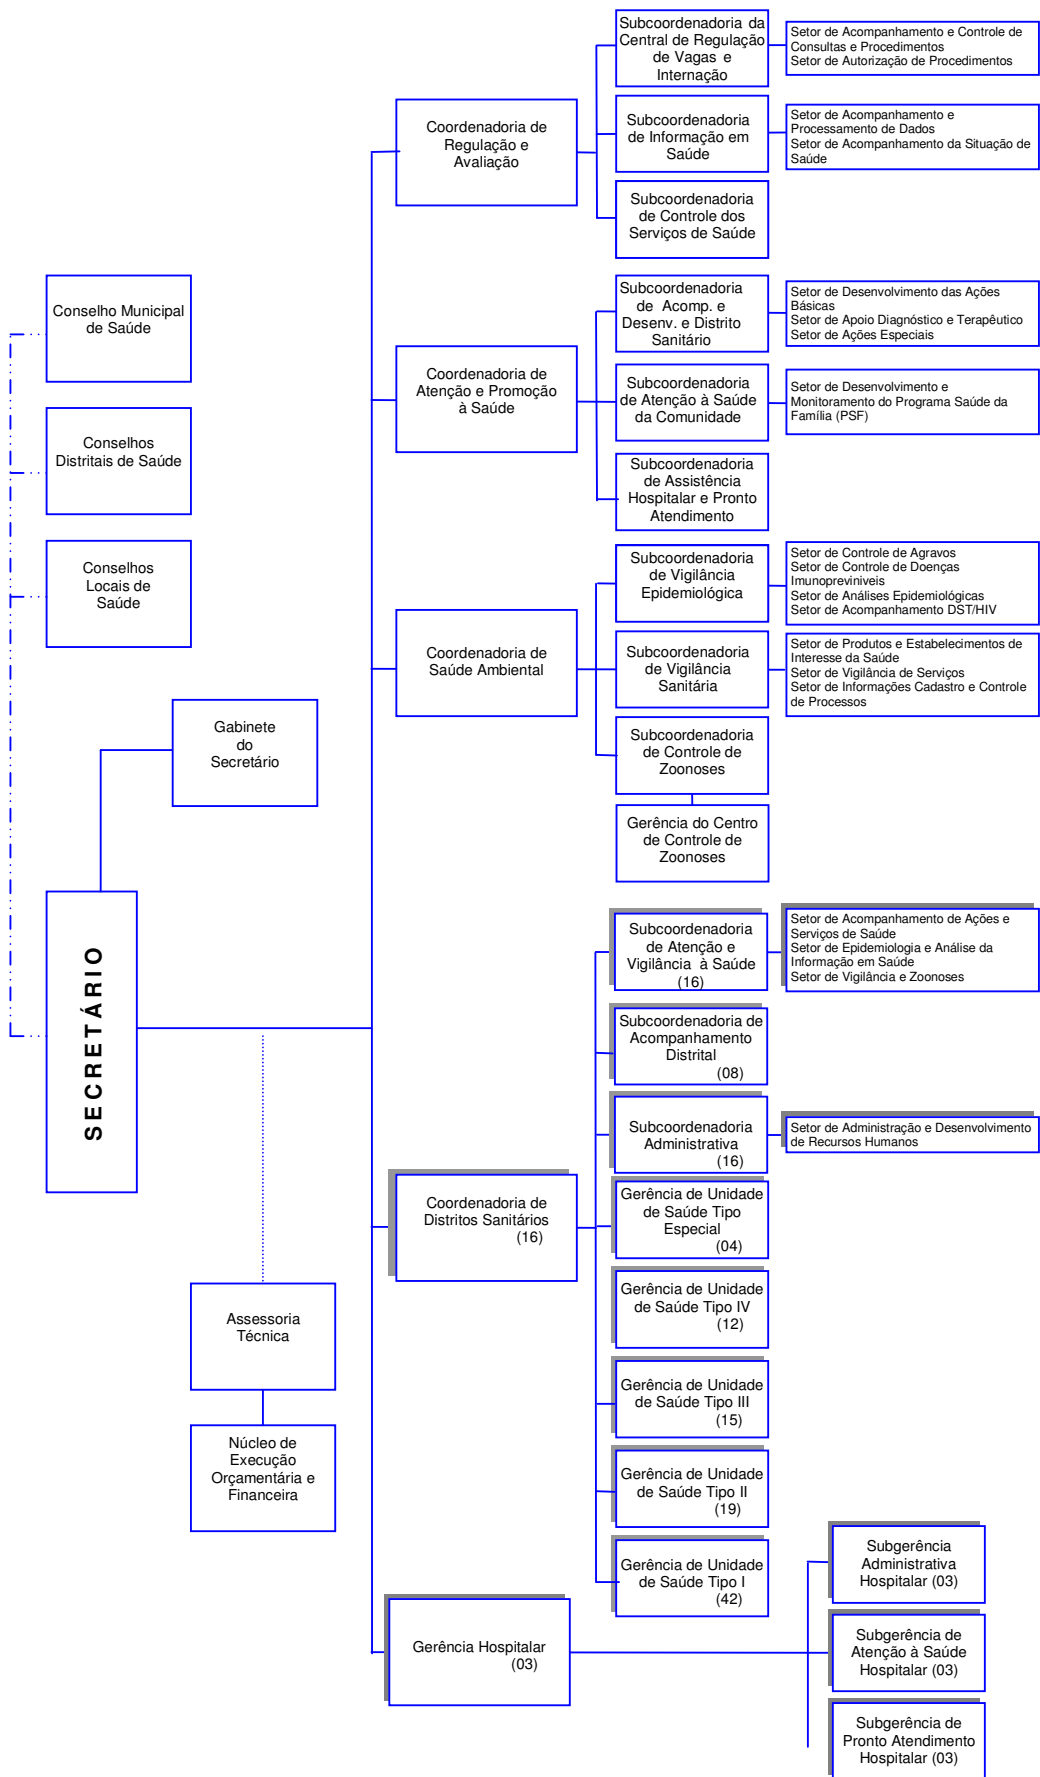 Subcoordenadoria da
Central de Regulação
de Vagas e
Internação
Setor de Acompanhamento e Controle de
Consultas e Procedimentos
Setor de Autorização de Procedimentos
Coordenadoria de
Regulação e
Avaliação
Subcoordenadoria
de Informação em
Saúde
Setor de Acompanhamento e
Processamento de Dados
Setor de Acompanhamento da Situação de
Saúde
Subcoordenadoria
de Controle dos
Serviços de Saúde
Conselho Municipal
de Saúde
Conselhos
Distritais de Saúde
Conselhos
Locais de
Saúde
Subcoordenadoria
de Acomp. e
Desenv. e Distrito
Sanitário
Setor de Desenvolvimento das Ações
Básicas
Setor de Apoio Diagnóstico e Terapêutico
Setor de Ações Especiais
Coordenadoria de
Atenção e Promoção
à Saúde
Subcoordenadoria
de Atenção à Saúde
da Comunidade
Setor de Desenvolvimento e
Monitoramento do Programa Saúde da
Família (PSF)
Subcoordenadoria
de Assistência
Hospitalar e Pronto
Atendimento
Subcoordenadoria
de Vigilância
Epidemiológica
Setor de Controle de Agravos
Setor de Controle de Doenças
Imunopreviniveis
Setor de Análises Epidemiológicas
Setor de Acompanhamento DST/HIV
Coordenadoria de
Saúde Ambiental
Subcoordenadoria
de Vigilância
Sanitária
Setor de Produtos e Estabelecimentos de
Interesse da Saúde
Setor de Vigilância de Serviços
Setor de Informações Cadastro e Controle
de Processos
Subcoordenadoria
de Controle de
Zoonoses
Gerência do Centro
de Controle de
Zoonoses
Gabinete
do
Secretário
SECRETÁRIO
Subcoordenadoria
de Atenção e
Vigilância à Saúde
(16)
Setor de Acompanhamento de Ações e
Serviços de Saúde
Setor de Epidemiologia e Análise da
Informação em Saúde
Setor de Vigilância e Zoonoses
Subcoordenadoria de
Acompanhamento
Distrital
(08)
Subcoordenadoria
Administrativa
(16)
Setor de Administração e Desenvolvimento
de Recursos Humanos
Coordenadoria de
Distritos Sanitários
(16)
Gerência de Unidade
de Saúde Tipo
Especial
(04)
Gerência de Unidade
de Saúde Tipo IV
(12)
Gerência de Unidade
de Saúde Tipo III
(15)
Gerência de Unidade
de Saúde Tipo II
(19)
Gerência de Unidade
de Saúde Tipo I
(42)
Assessoria
Técnica
Núcleo de
Execução
Orçamentária e
Financeira
Gerência Hospitalar
(03)
Subgerência
Administrativa
Hospitalar (03)
Subgerência de
Atenção à Saúde
Hospitalar (03)
Subgerência de
Pronto Atendimento
Hospitalar (03)